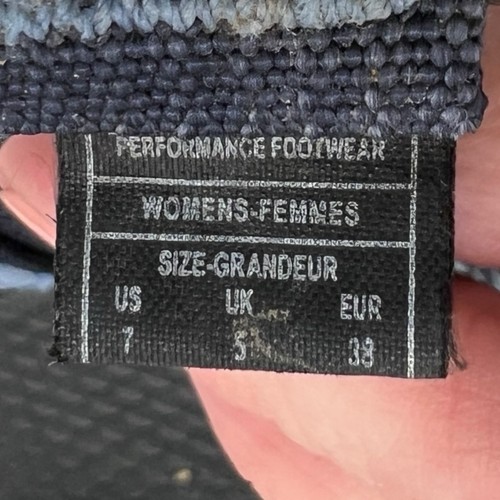 PERFORMANCE FOOTWEAR
WOMENS-FEMMES
SIZE-GRANDEUR
US UK EUR
7 5 38